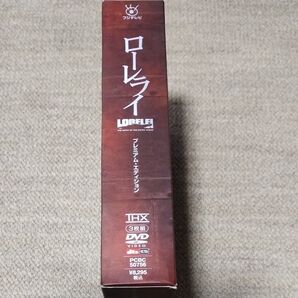 フジテレビ
ローレライ
LORELEI
プレミアム・エディション
THX
3枚組
DVD
VIDEO
PCBC
50756
¥8,295
税込